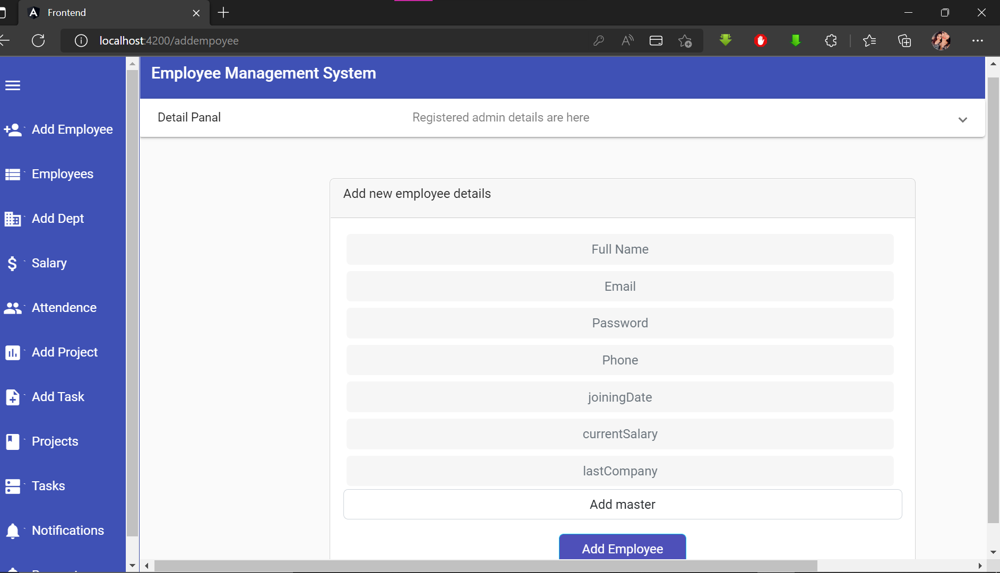 Frontend
localhost:4200/addempoyee
Employee Management System
Detail Panal
Registered admin details are here
Add Employee
Employees
Add Dept
Salary
Attendence
Add Project
Add Task
Projects
Tasks
Notifications
Add new employee details
Full Name
Email
Password
Phone
joiningDate
currentSalary
lastCompany
Add master
Add Employee